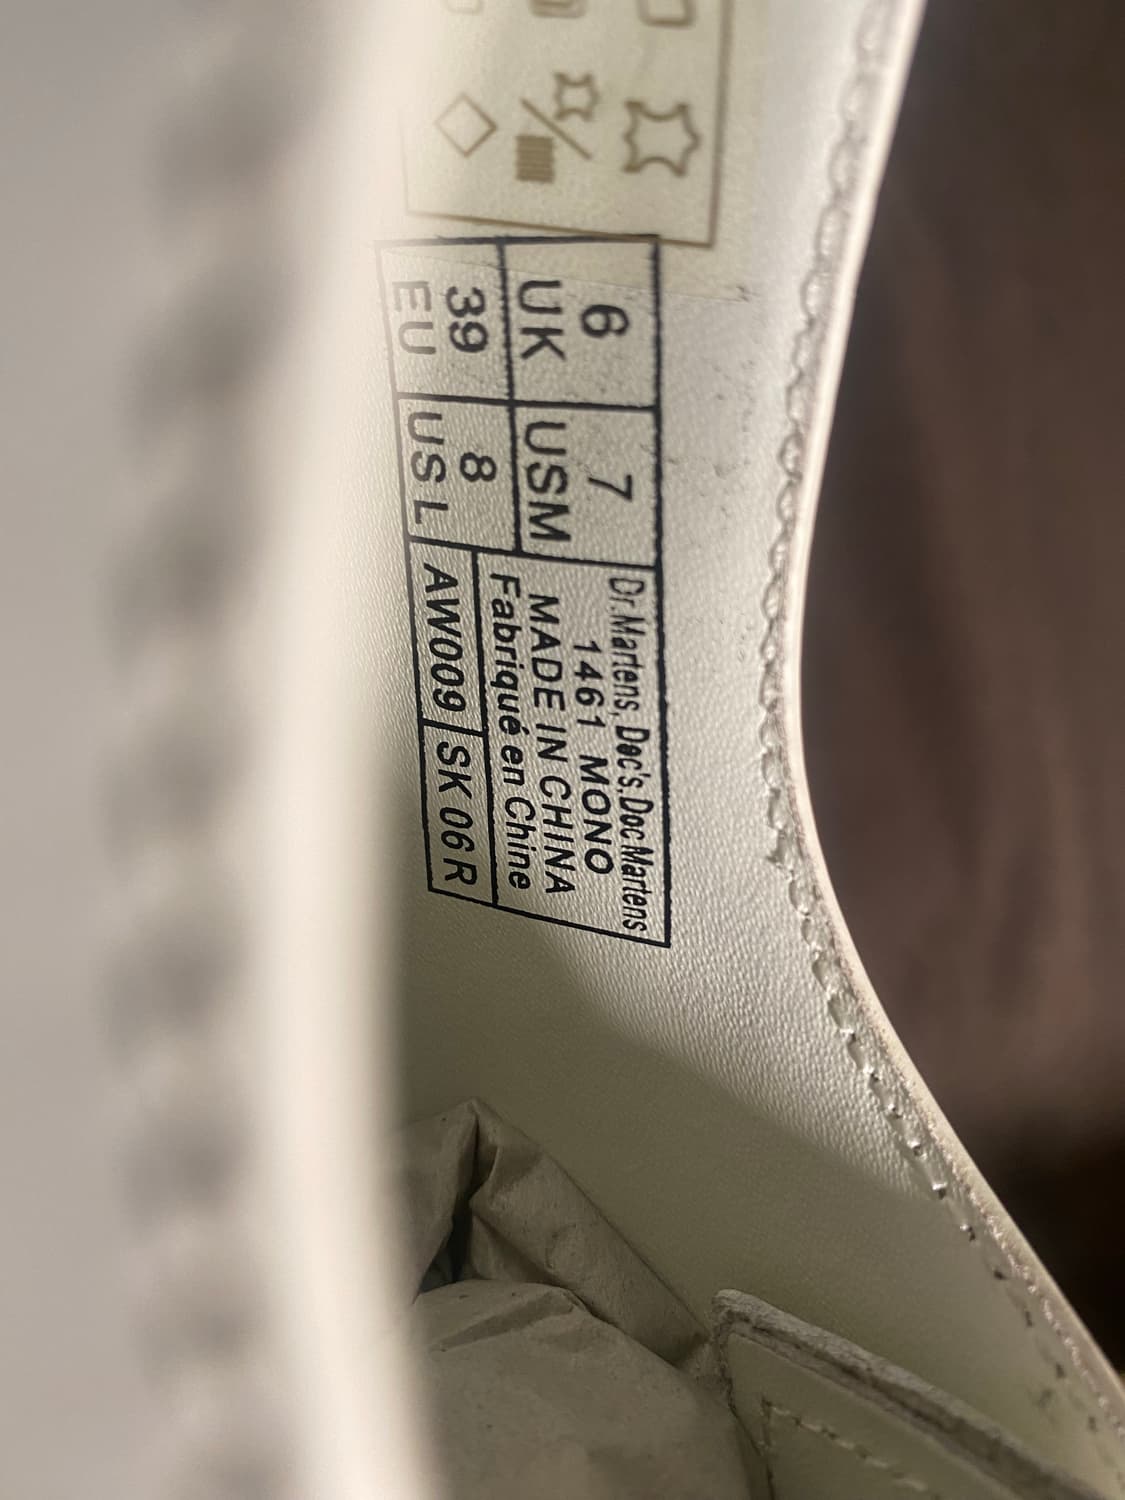 6 UK
7 USM
39 EU
8 US L
Dr.Martens, Doc's, Doc Martens
1461 MONO
MADE IN CHINA
Fabriqué en Chine
AW009 SK 06 R